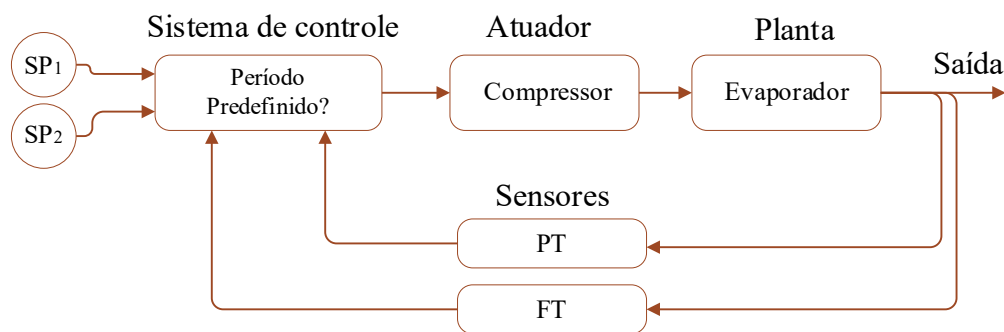 Sistema de controle
Atuador
Planta
Saída
SP1
SP2
Período
Predefinido?
Compressor
Evaporador
Sensores
PT
FT